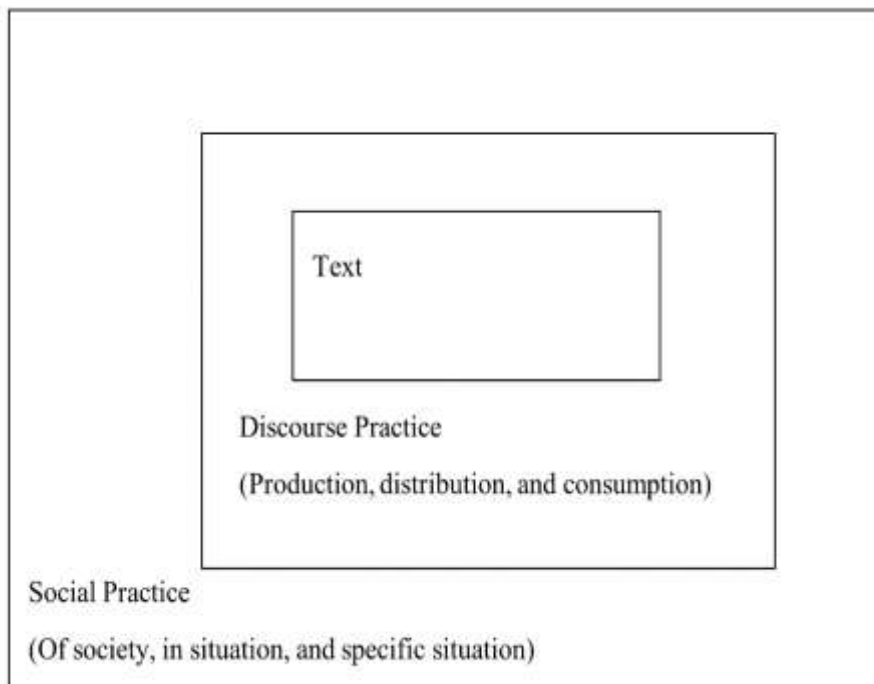 Text
Discourse Practice
(Production, distribution, and consumption)
Social Practice
(Of society, in situation, and specific situation)